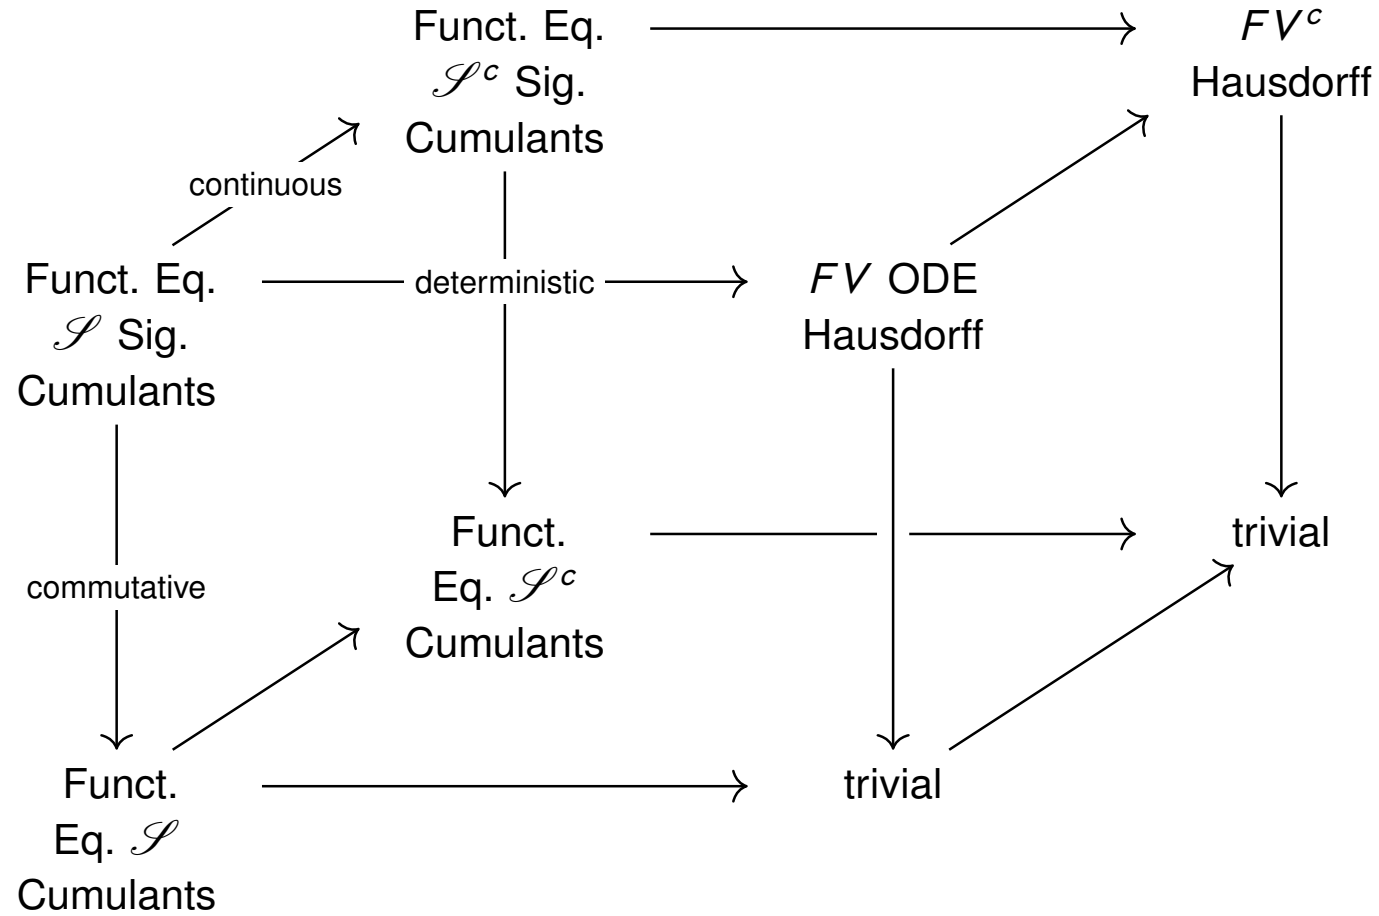 Funct. Eq.
𝒮ᶜ Sig.
Cumulants
FVᶜ
Hausdorff
continuous
Funct. Eq.
𝒮 Sig.
Cumulants
deterministic
FV ODE
Hausdorff
commutative
Funct.
Eq. 𝒮ᶜ
Cumulants
trivial
Funct.
Eq. 𝒮
Cumulants
trivial